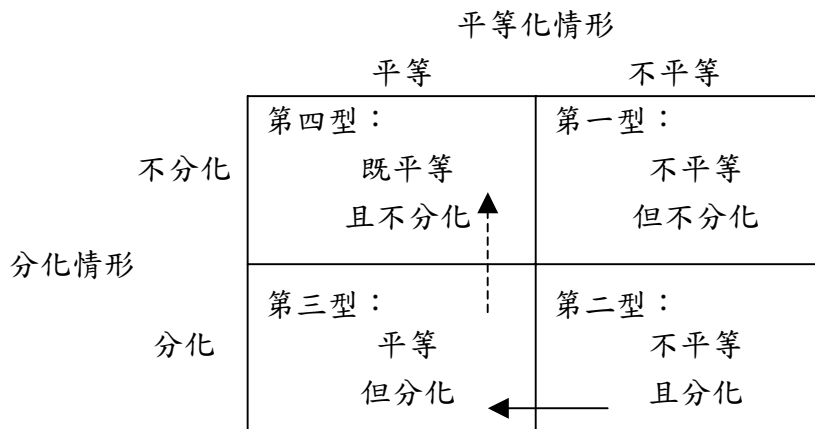 平等化情形
平等 不平等
第四型： 第一型：
不分化 既平等 不平等
且不分化 但不分化
分化情形
第三型： 第二型：
分化 平等 不平等
但分化 且分化